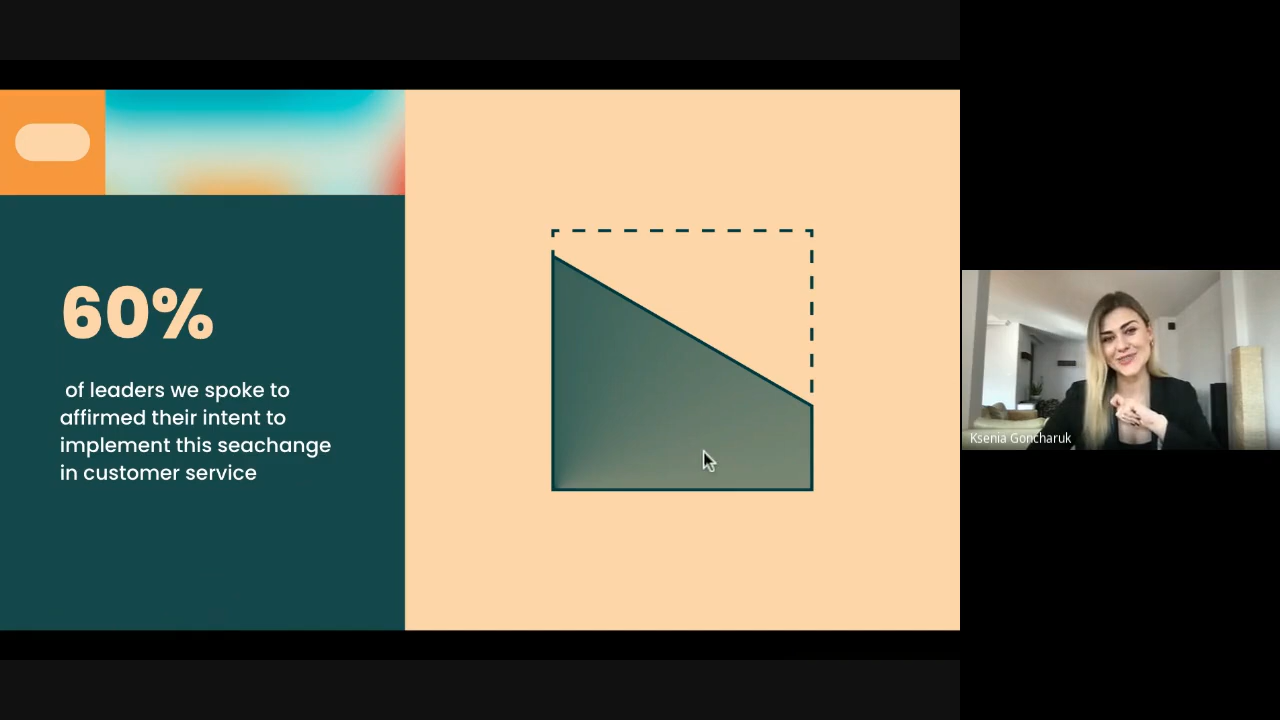 60%
of leaders we spoke to
affirmed their intent to
implement this seachange
in customer service
Ksenia Goncharuk